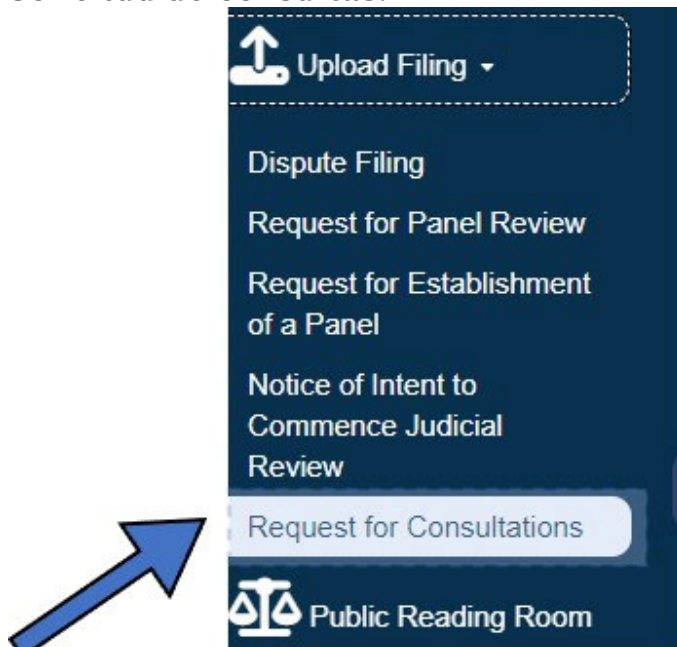 Upload Filing
Dispute Filing
Request for Panel Review
Request for Establishment
of a Panel
Notice of Intent to
Commence Judicial
Review
Request for Consultations
Public Reading Room